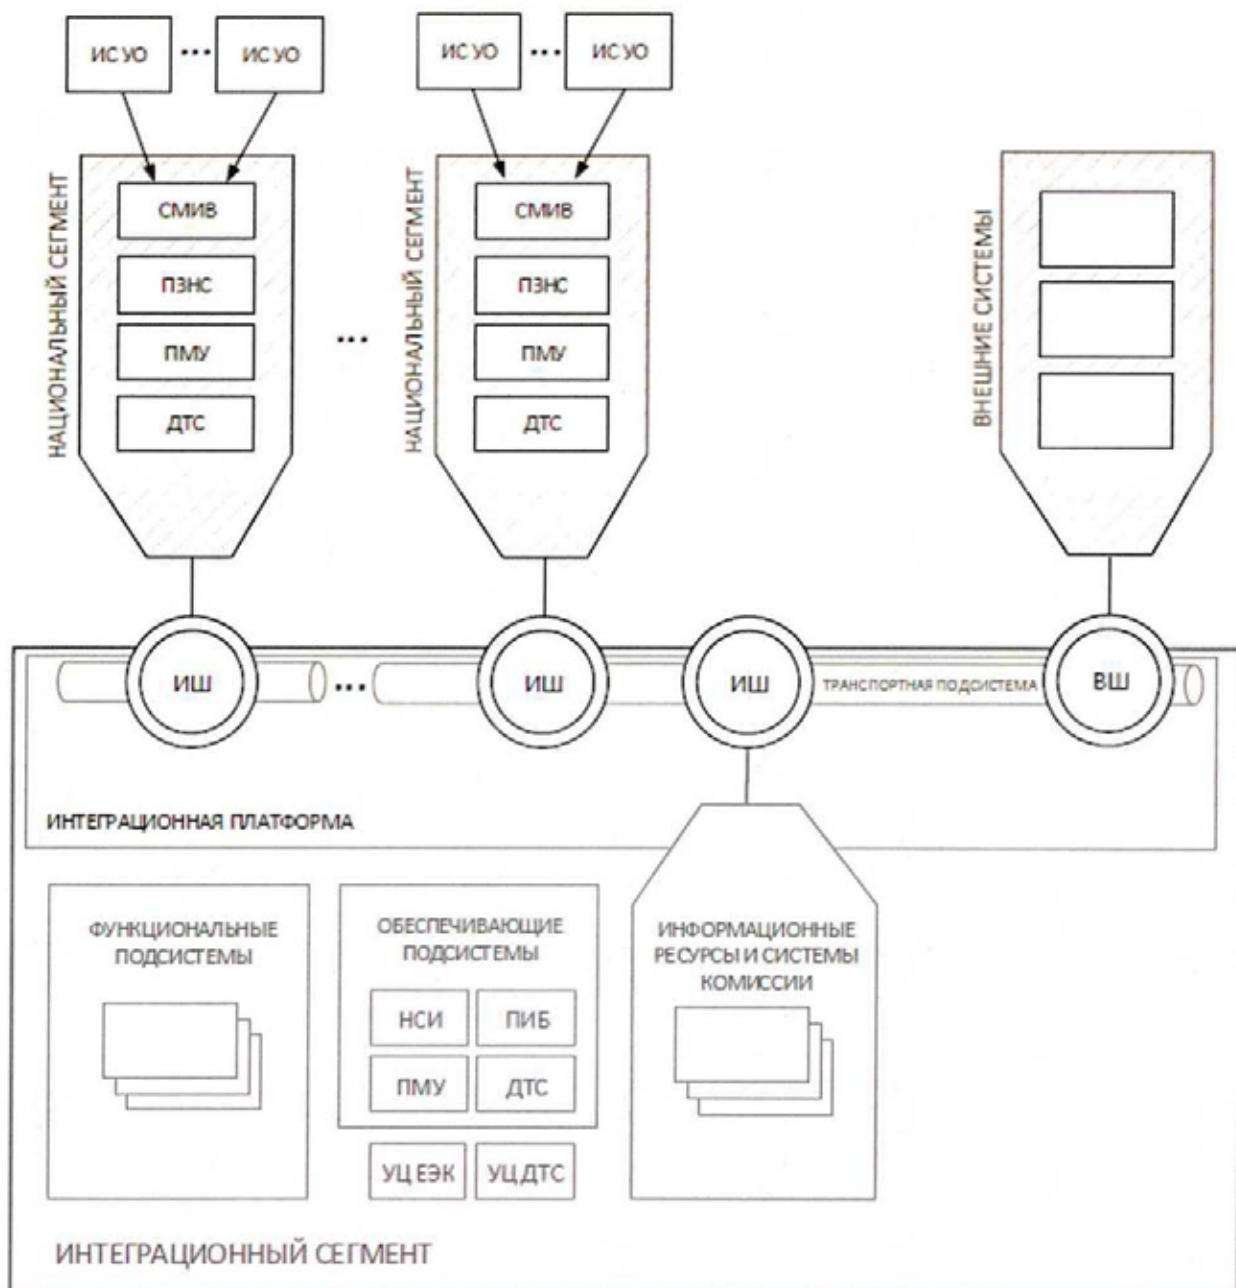 ИС УО ... ИС УО
ИС УО ... ИС УО
НАЦИОНАЛЬНЫЙ СЕГМЕНТ
СМИВ
ПЗНС
ПМУ
ДТС
...
НАЦИОНАЛЬНЫЙ СЕГМЕНТ
СМИВ
ПЗНС
ПМУ
ДТС
ВНЕШНИЕ СИСТЕМЫ
ИШ ... ИШ ИШ ТРАНСПОРТНАЯ ПОДСИСТЕМА ВШ
ИНТЕГРАЦИОННАЯ ПЛАТФОРМА
ФУНКЦИОНАЛЬНЫЕ
ПОДСИСТЕМЫ
ОБЕСПЕЧИВАЮЩИЕ
ПОДСИСТЕМЫ
НСИ ПИБ
ПМУ ДТС
УЦ ЕЭК УЦ ДТС
ИНФОРМАЦИОННЫЕ
РЕСУРСЫ И СИСТЕМЫ
КОМИССИИ
ИНТЕГРАЦИОННЫЙ СЕГМЕНТ